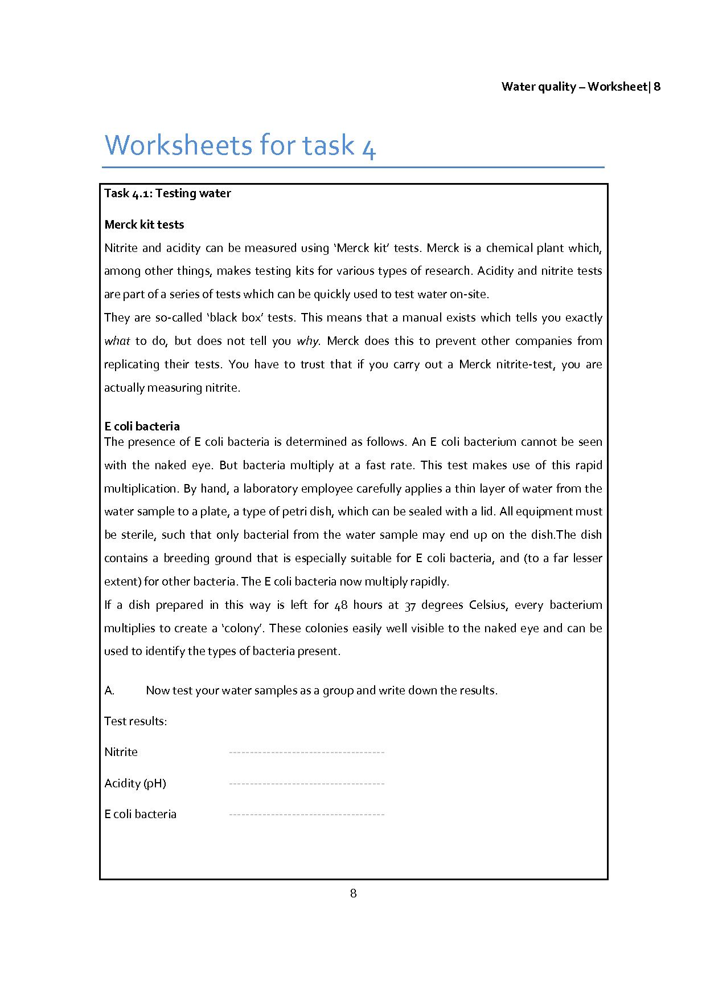 Water quality – Worksheet| 8
Worksheets for task 4
Task 4.1: Testing water
Merck kit tests
Nitrite and acidity can be measured using ‘Merck kit’ tests. Merck is a chemical plant which,
among other things, makes testing kits for various types of research. Acidity and nitrite tests
are part of a series of tests which can be quickly used to test water on-site.
They are so-called ‘black box’ tests. This means that a manual exists which tells you exactly
what to do, but does not tell you why. Merck does this to prevent other companies from
replicating their tests. You have to trust that if you carry out a Merck nitrite-test, you are
actually measuring nitrite.
E coli bacteria
The presence of E coli bacteria is determined as follows. An E coli bacterium cannot be seen
with the naked eye. But bacteria multiply at a fast rate. This test makes use of this rapid
multiplication. By hand, a laboratory employee carefully applies a thin layer of water from the
water sample to a plate, a type of petri dish, which can be sealed with a lid. All equipment must
be sterile, such that only bacterial from the water sample may end up on the dish.The dish
contains a breeding ground that is especially suitable for E coli bacteria, and (to a far lesser
extent) for other bacteria. The E coli bacteria now multiply rapidly.
If a dish prepared in this way is left for 48 hours at 37 degrees Celsius, every bacterium
multiplies to create a ‘colony’. These colonies easily well visible to the naked eye and can be
used to identify the types of bacteria present.
A. Now test your water samples as a group and write down the results.
Test results:
Nitrite -------------------------------------
Acidity (pH) -------------------------------------
E coli bacteria -------------------------------------
8